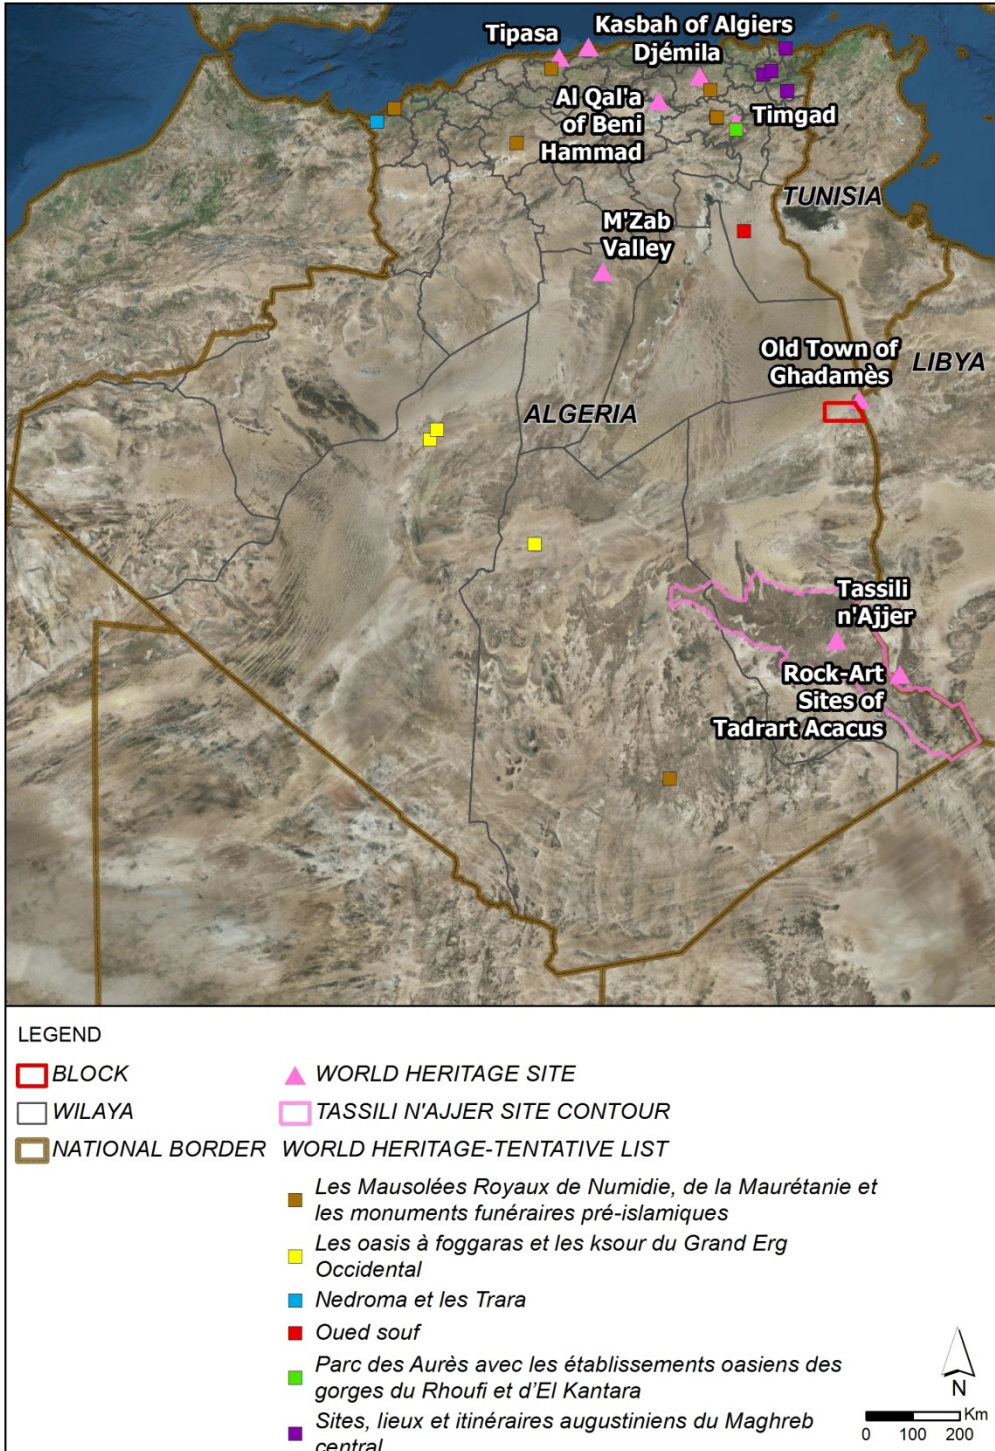 Tipasa
Kasbah of Algiers
Djémila
Al Qal'a
of Beni
Hammad
Timgad
TUNISIA
M'Zab
Valley
Old Town of
Ghadamès
LIBYA
ALGERIA
Tassili
n'Ajjer
Rock-Art
Sites of
Tadrart Acacus
LEGEND
BLOCK
WORLD HERITAGE SITE
WILAYA
TASSILI N'AJJER SITE CONTOUR
NATIONAL BORDER
WORLD HERITAGE-TENTATIVE LIST
Les Mausolées Royaux de Numidie, de la Maurétanie et
les monuments funéraires pré-islamiques
Les oasis à foggaras et les ksour du Grand Erg
Occidental
Nedroma et les Trara
Oued souf
Parc des Aurès avec les établissements oasiens des
gorges du Rhoufi et d'El Kantara
Sites, lieux et itinéraires augustiniens du Maghreb
central
N
Km
0 100 200